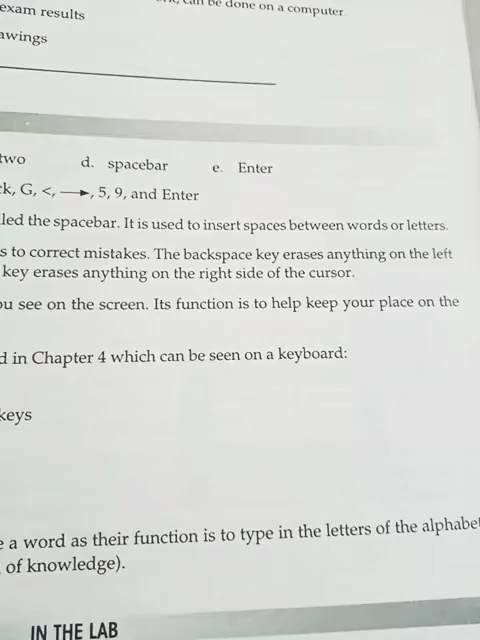 can be done on a computer
exam results
awings
two d. spacebar e. Enter
k, G, <, →, 5, 9, and Enter
led the spacebar. It is used to insert spaces between words or letters.
s to correct mistakes. The backspace key erases anything on the left
key erases anything on the right side of the cursor.
ou see on the screen. Its function is to help keep your place on the
d in Chapter 4 which can be seen on a keyboard:
keys
e a word as their function is to type in the letters of the alphabet
of knowledge).
IN THE LAB